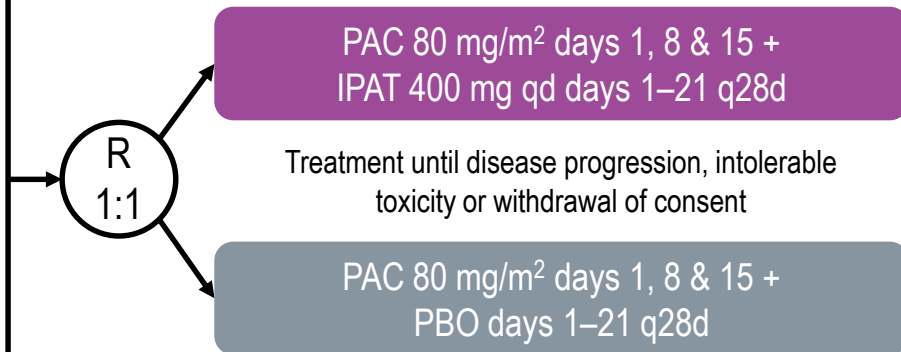 PAC 80 mg/m² days 1, 8 & 15 +
IPAT 400 mg qd days 1–21 q28d
R
1:1
Treatment until disease progression, intolerable
toxicity or withdrawal of consent
PAC 80 mg/m² days 1, 8 & 15 +
PBO days 1–21 q28d